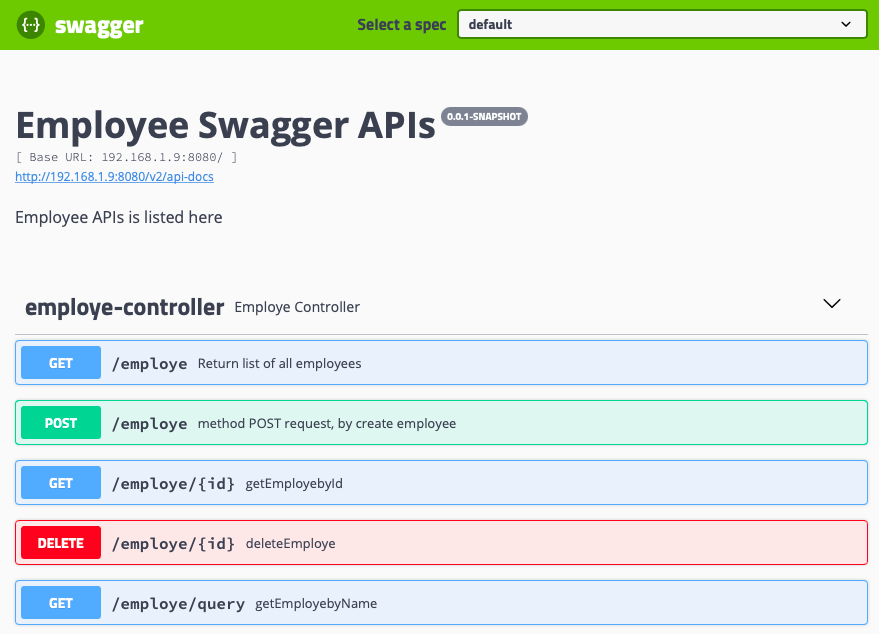 {...} swagger Select a spec default
Employee Swagger APIs 0.0.1-SNAPSHOT
[ Base URL: 192.168.1.9:8080/ ]
http://192.168.1.9:8080/v2/api-docs
Employee APIs is listed here
employe-controller Employe Controller
GET /employe Return list of all employees
POST /employe method POST request, by create employee
GET /employe/{id} getEmployebyId
DELETE /employe/{id} deleteEmploye
GET /employe/query getEmployebyName